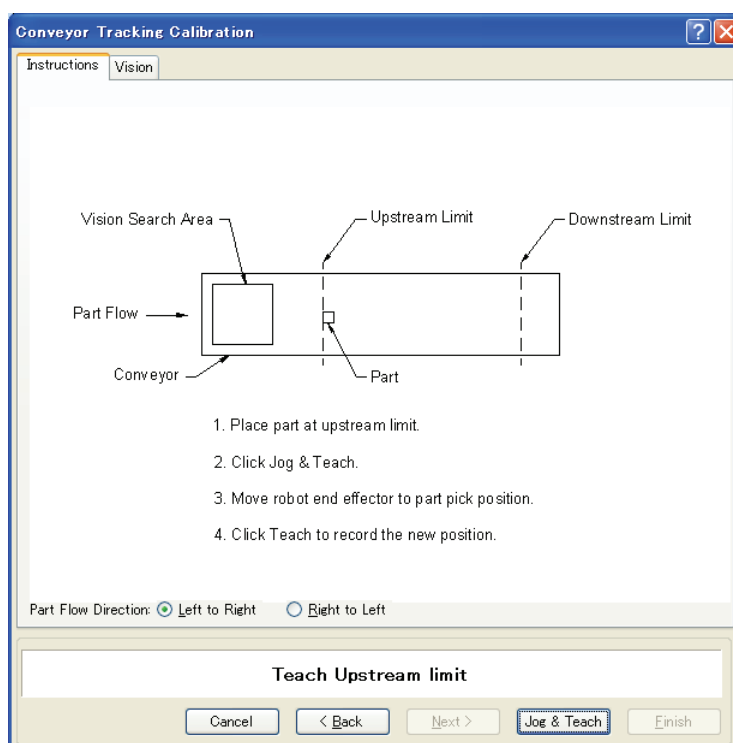 Conveyor Tracking Calibration
Instructions Vision
Vision Search Area
Upstream Limit
Downstream Limit
Part Flow
Conveyor
Part
1. Place part at upstream limit.
2. Click Jog & Teach.
3. Move robot end effector to part pick position.
4. Click Teach to record the new position.
Part Flow Direction: Left to Right Right to Left
Teach Upstream limit
Cancel < Back Next > Jog & Teach Finish